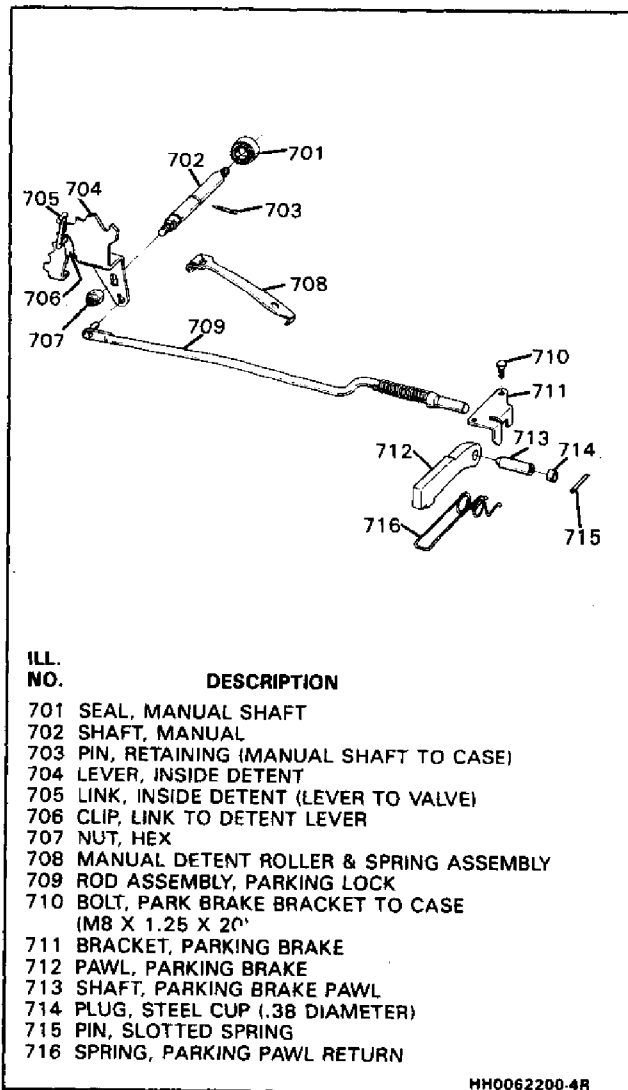 702
701
704
705
703
706
708
707
709
710
711
713
714
712
716
715
ILL.
NO. DESCRIPTION
701 SEAL, MANUAL SHAFT
702 SHAFT, MANUAL
703 PIN, RETAINING (MANUAL SHAFT TO CASE)
704 LEVER, INSIDE DETENT
705 LINK, INSIDE DETENT (LEVER TO VALVE)
706 CLIP, LINK TO DETENT LEVER
707 NUT, HEX
708 MANUAL DETENT ROLLER & SPRING ASSEMBLY
709 ROD ASSEMBLY, PARKING LOCK
710 BOLT, PARK BRAKE BRACKET TO CASE
(M8 X 1.25 X 20'
711 BRACKET, PARKING BRAKE
712 PAWL, PARKING BRAKE
713 SHAFT, PARKING BRAKE PAWL
714 PLUG, STEEL CUP (.38 DIAMETER)
715 PIN, SLOTTED SPRING
716 SPRING, PARKING PAWL RETURN
HH0062200-4R